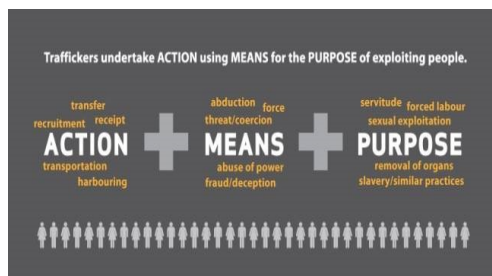 Traffickers undertake ACTION using MEANS for the PURPOSE of exploiting people.
transfer
recruitment receipt
ACTION
transportation
harbouring
+
abduction force
threat/coercion
MEANS
abuse of power
fraud/deception
+
servitude forced labour
sexual exploitation
PURPOSE
removal of organs
slavery/similar practices